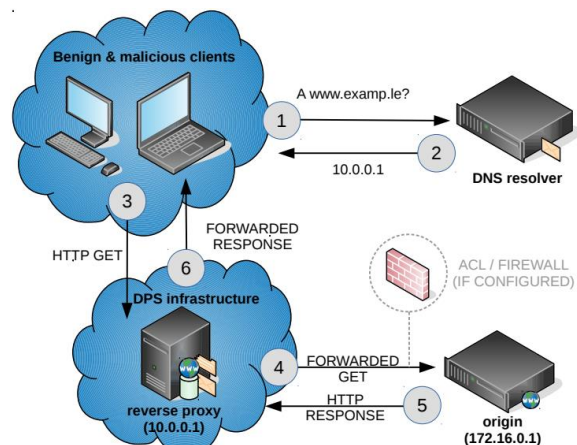 Benign & malicious clients
A www.examp.le?
1
2
10.0.0.1
DNS resolver
3
HTTP GET
FORWARDED
RESPONSE
6
ACL / FIREWALL
(IF CONFIGURED)
DPS infrastructure
4
FORWARDED
GET
HTTP
RESPONSE
5
reverse proxy
(10.0.0.1)
origin
(172.16.0.1)